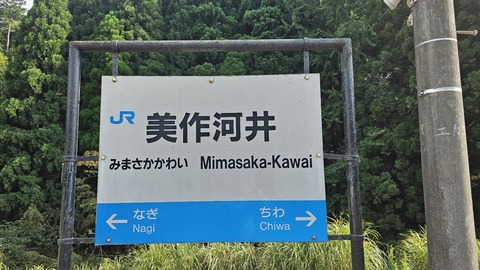 JR 美作河井
みまさかかわい Mimasaka-Kawai
← なぎ ちわ →
Nagi Chiwa